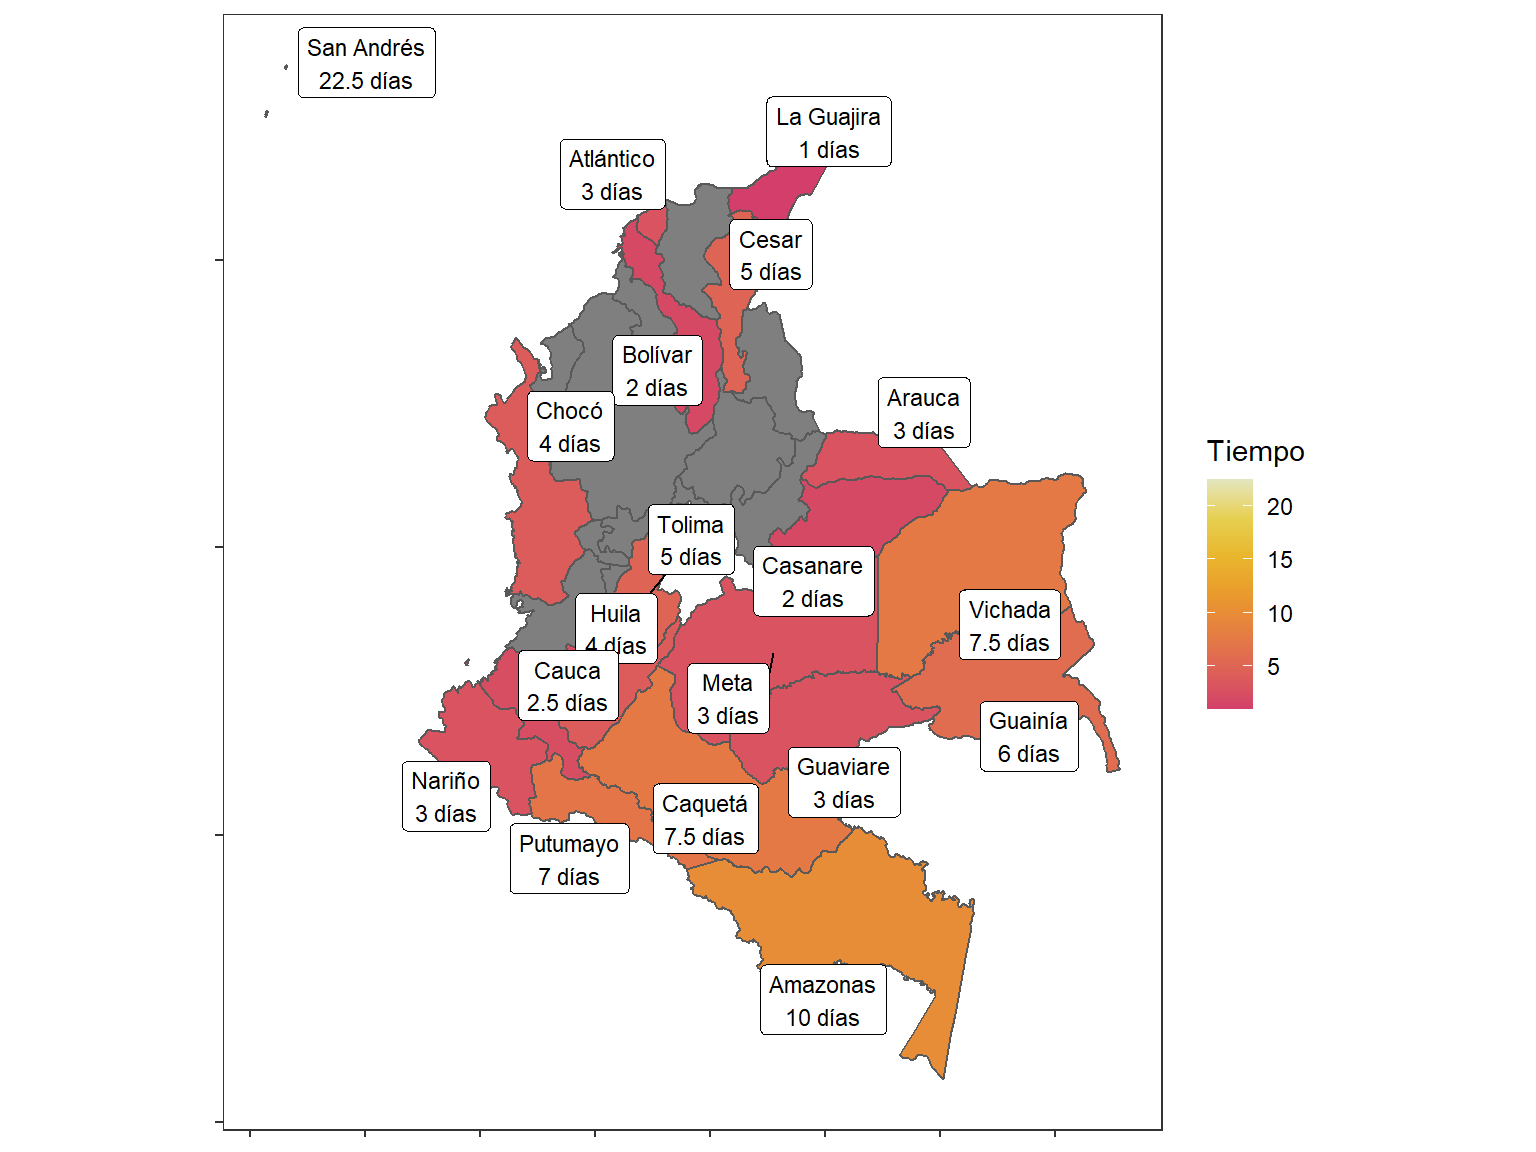 San Andrés
22.5 días
La Guajira
1 días
Atlántico
3 días
Cesar
5 días
Bolívar
2 días
Arauca
3 días
Chocó
4 días
Tolima
5 días
Casanare
2 días
Huila
4 días
Vichada
7.5 días
Cauca
2.5 días
Meta
3 días
Guainía
6 días
Guaviare
3 días
Nariño
3 días
Caquetá
7.5 días
Putumayo
7 días
Amazonas
10 días
Tiempo
20
15
10
5